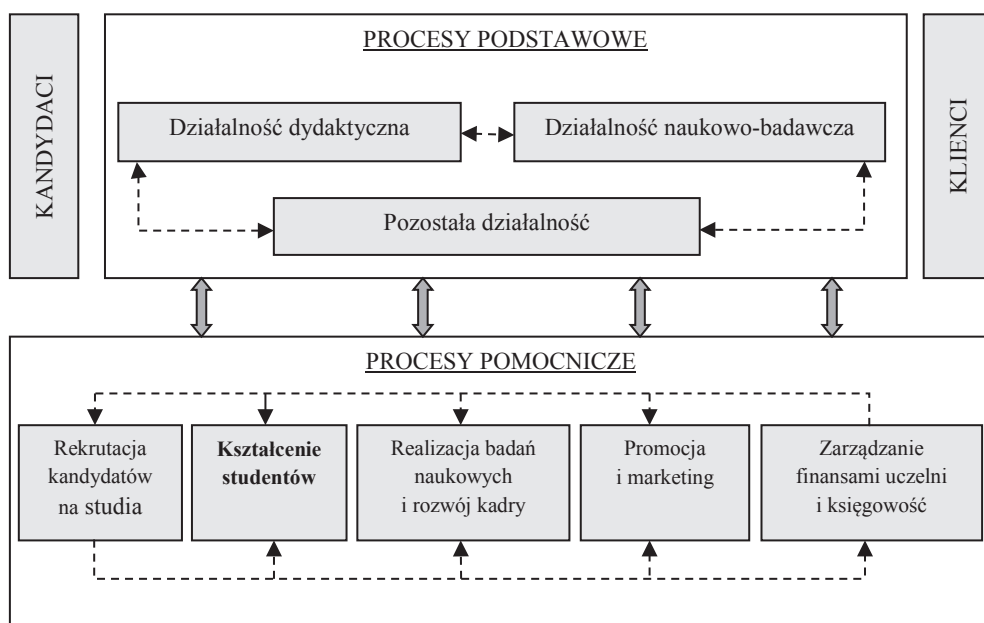 KANDYDACI
PROCESY PODSTAWOWE
Działalność dydaktyczna
Działalność naukowo-badawcza
Pozostała działalność
KLIENCI
PROCESY POMOCNICZE
Rekrutacja
kandydatów
na studia
Kształcenie
studentów
Realizacja badań
naukowych
i rozwój kadry
Promocja
i marketing
Zarządzanie
finansami uczelni
i księgowość